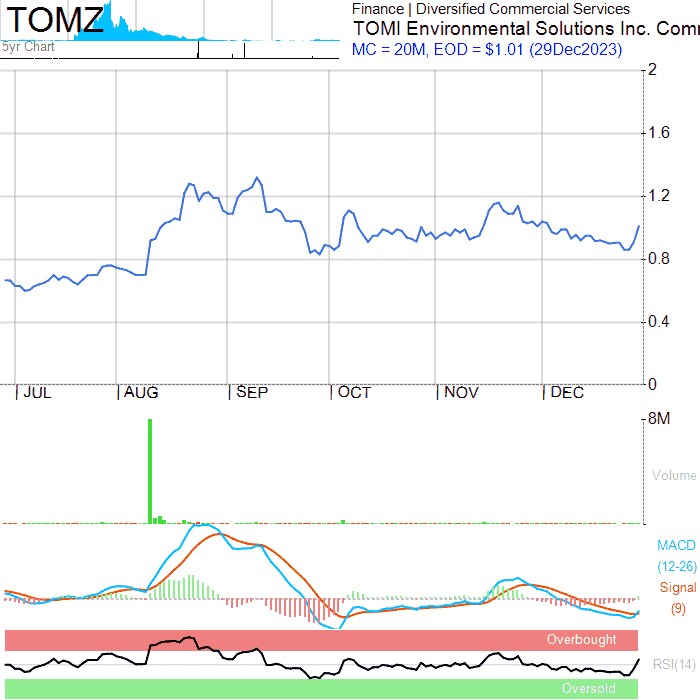 TOMZ
5yr Chart
Finance | Diversified Commercial Services
TOMI Environmental Solutions Inc. Comm
MC = 20M, EOD = $1.01 (29Dec2023)
2
1.6
1.2
0.8
0.4
0
JUL AUG SEP OCT NOV DEC
8M
Volume
MACD
(12-26)
Signal
(9)
Overbought
RSI(14)
Oversold